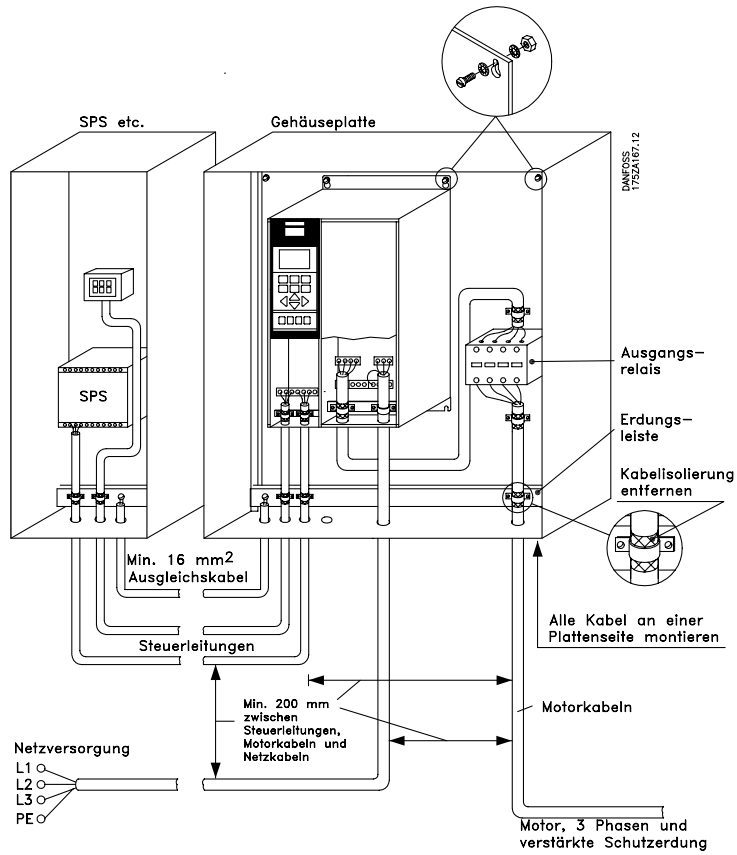 SPS etc.
Gehäuseplatte
DANFOSS
175ZA167.12
SPS
Ausgangs-
relais
Erdungs-
leiste
Kabelisolierung
entfernen
Min. 16 mm2
Ausgleichskabel
Alle Kabel an einer
Plattenseite montieren
Steuerleitungen
Min. 200 mm
zwischen
Steuerleitungen,
Motorkabeln und
Netzkabeln
Motorkabeln
Netzversorgung
L1
L2
L3
PE
Motor, 3 Phasen und
verstärkte Schutzerdung